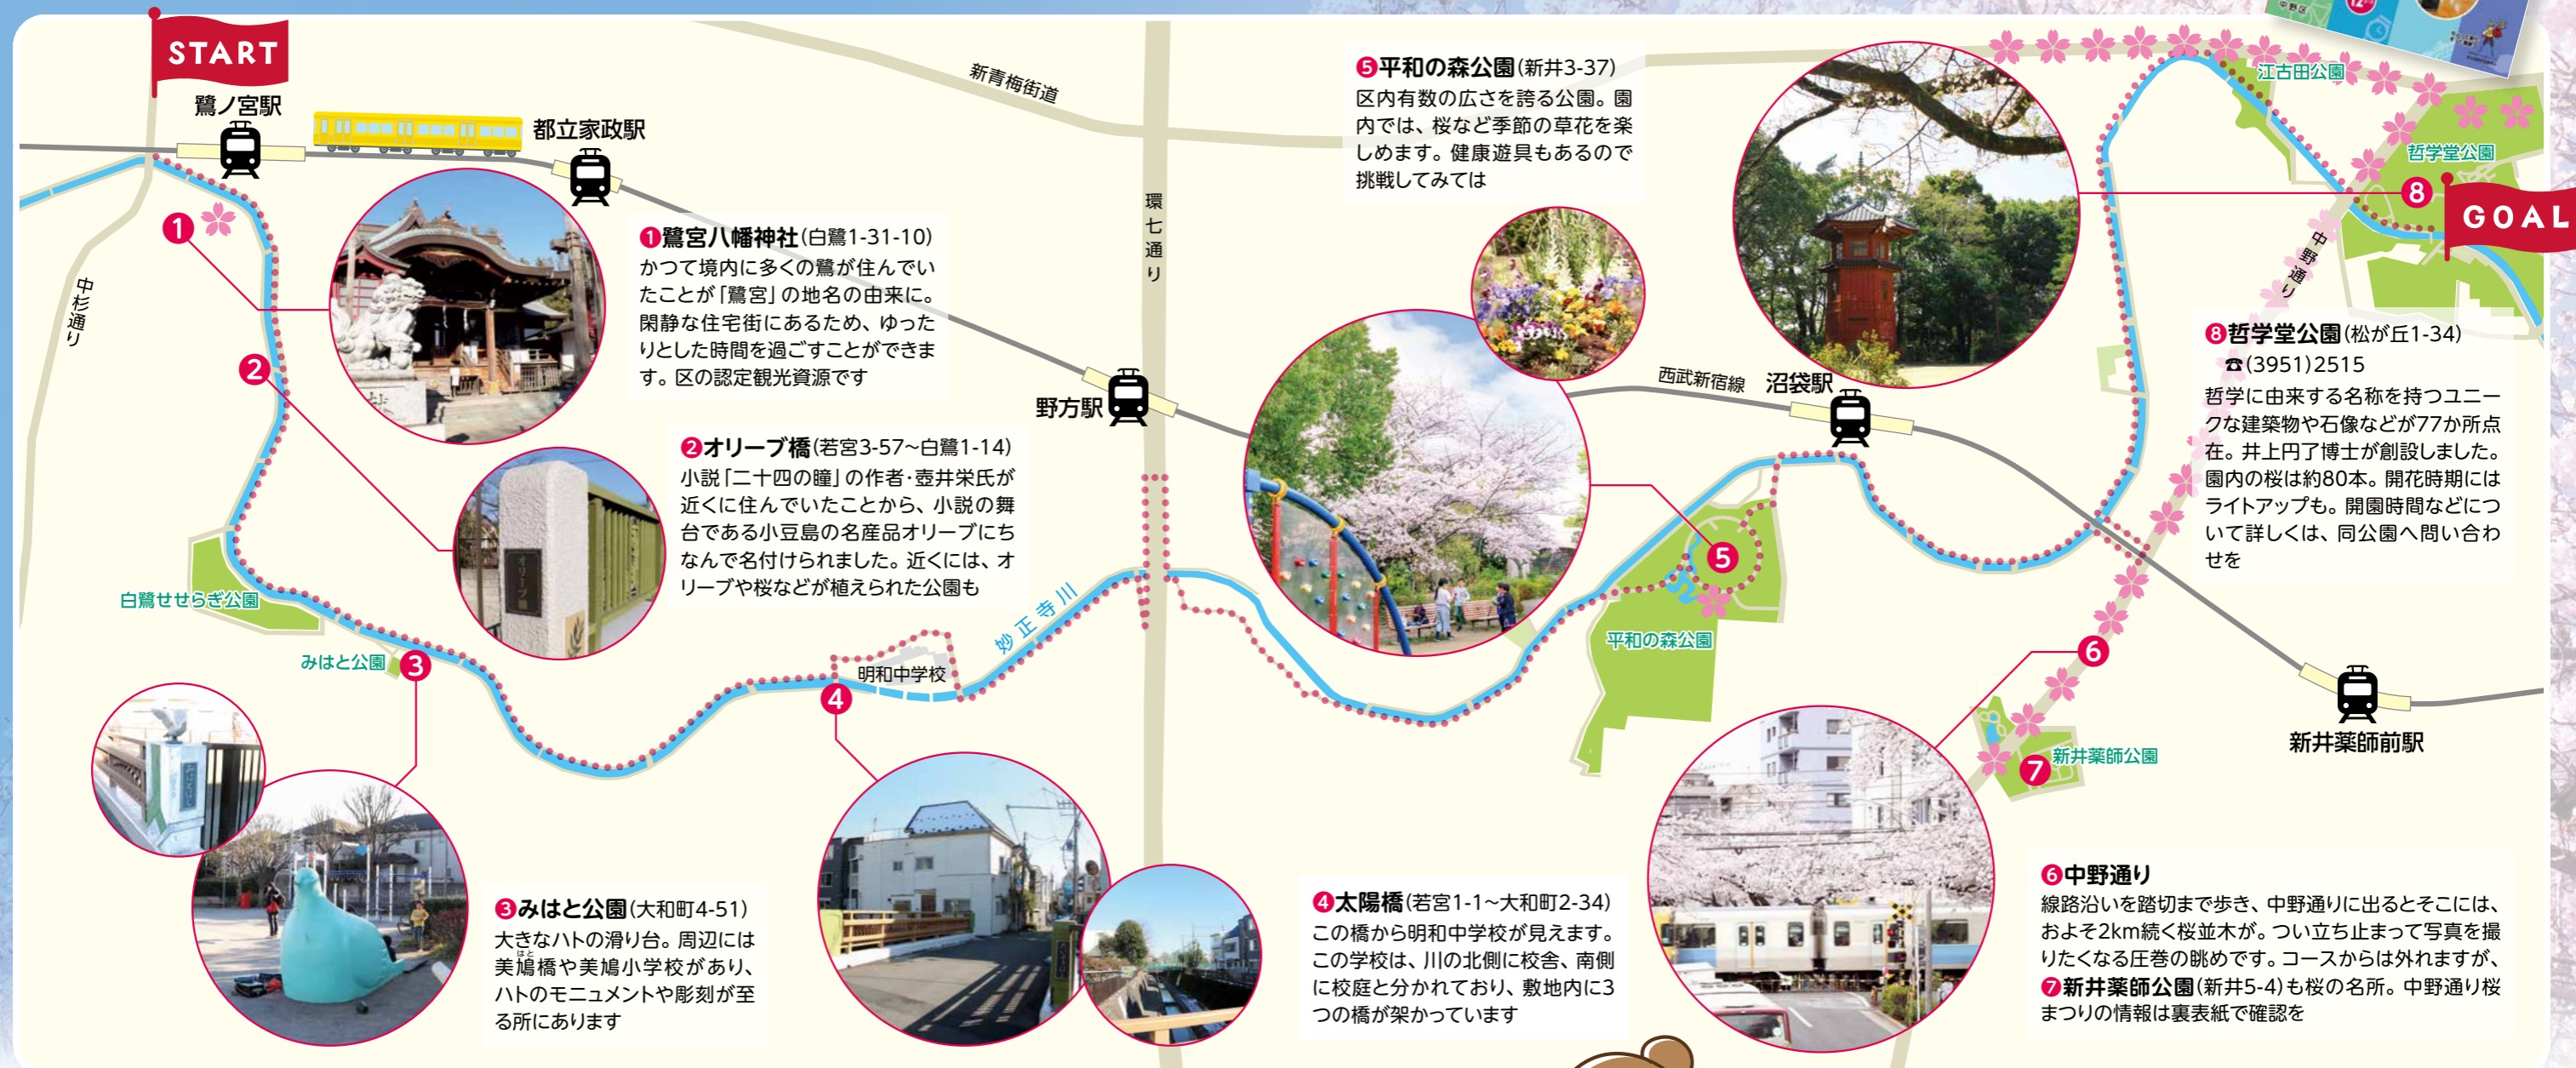 START
鷺ノ宮駅
都立家政駅
新青梅街道
環七通り
中杉通り
❶
❷
❶鷺宮八幡神社(白鷺1-31-10)
かつて境内に多くの鷺が住んでい
たことが「鷺宮」の地名の由来に。
閑静な住宅街にあるため、ゆった
りとした時間を過ごすことができま
す。区の認定観光資源です
❷オリーブ橋(若宮3-57~白鷺1-14)
小説「二十四の瞳」の作者・壺井栄氏が
近くに住んでいたことから、小説の舞
台である小豆島の名産品オリーブにち
なんで名付けられました。近くには、オ
リーブや桜などが植えられた公園も
オリーブ橋
野方駅
白鷺せせらぎ公園
みはと公園
❸
❹
明和中学校
妙正寺川
❸みはと公園(大和町4-51)
大きなハトの滑り台。周辺には
美鳩橋や美鳩小学校があり、
はと
ハトのモニュメントや彫刻が至
る所にあります
❹太陽橋(若宮1-1~大和町2-34)
この橋から明和中学校が見えます。
この学校は、川の北側に校舎、南側
に校庭と分かれており、敷地内に3
つの橋が架かっています
❺平和の森公園(新井3-37)
区内有数の広さを誇る公園。園
内では、桜など季節の草花を楽
しめます。健康遊具もあるので
挑戦してみては
西武新宿線
沼袋駅
❺
平和の森公園
中野区
江古田公園
哲学堂公園
❽
GOAL
中野通り
❽哲学堂公園(松が丘1-34)
☎(3951)2515
哲学に由来する名称を持つユニー
クな建築物や石像などが77か所点
在。井上円了博士が創設しました。
園内の桜は約80本。開花時期には
ライトアップも。開園時間などにつ
いて詳しくは、同公園へ問い合わ
せを
❻
❼
新井薬師公園
新井薬師前駅
❻中野通り
線路沿いを踏切まで歩き、中野通りに出るとそこには、
およそ2km続く桜並木が。つい立ち止まって写真を撮
りたくなる圧巻の眺めです。コースからは外れますが、
❼新井薬師公園(新井5-4)も桜の名所。中野通り桜
まつりの情報は裏表紙で確認を